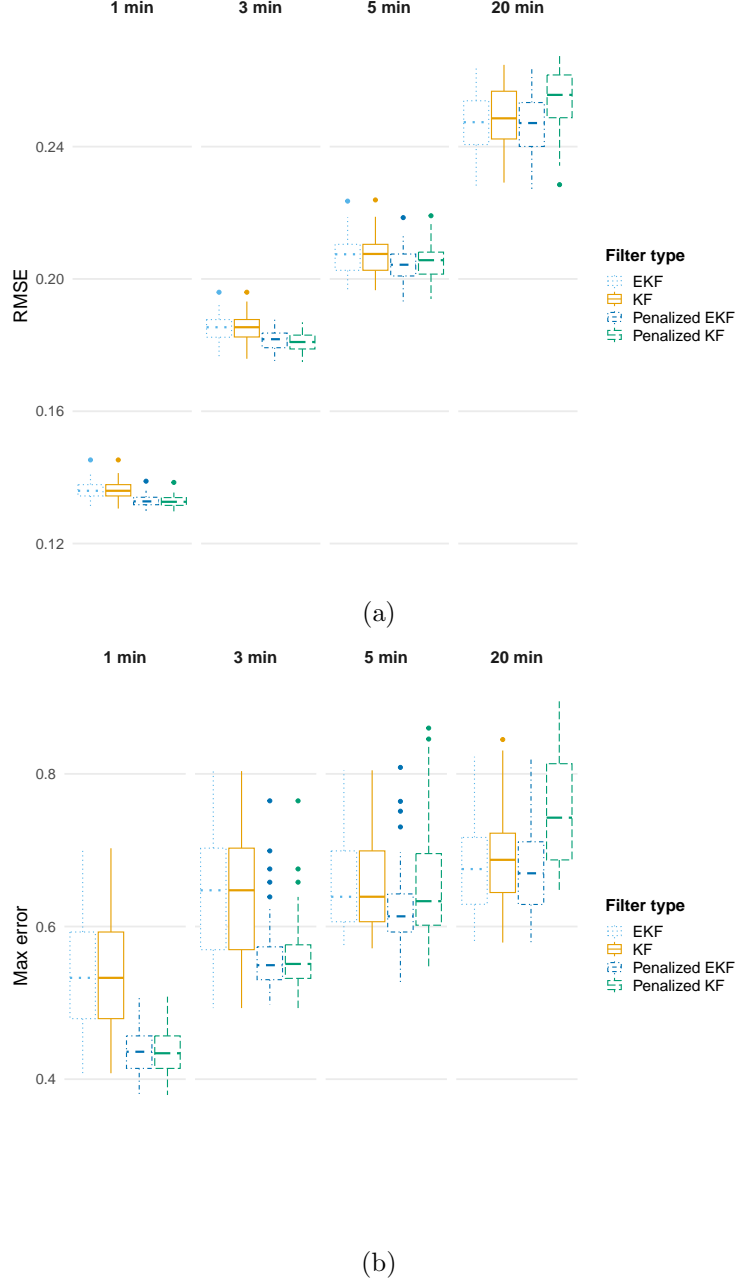 1 min 3 min 5 min 20 min
0.24
0.20
0.16
0.12
RMSE
Filter type
EKF
KF
Penalized EKF
Penalized KF
(a)
1 min 3 min 5 min 20 min
0.8
0.6
0.4
Max error
Filter type
EKF
KF
Penalized EKF
Penalized KF
(b)